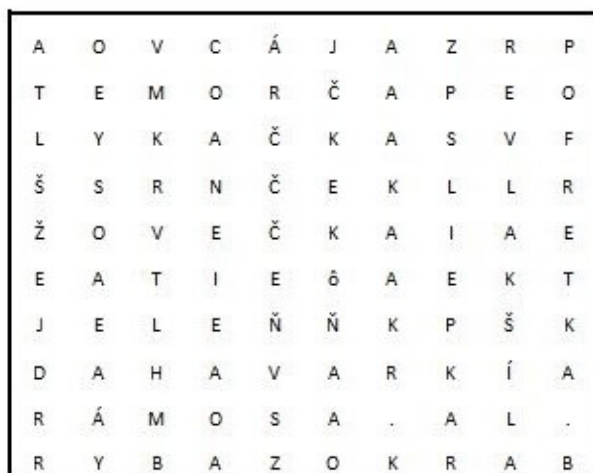 A O V C Á J A Z R P
T E M O R Č A P E O
L Y K A Č K A S V F
Š S R N Č E K L L R
Ž O V E Č K A I A E
E A T I E ô A E K T
J E L E Ň Ň K P Š K
D A H A V A R K Í A
R Á M O S A . A L .
R Y B A Z O K R A B